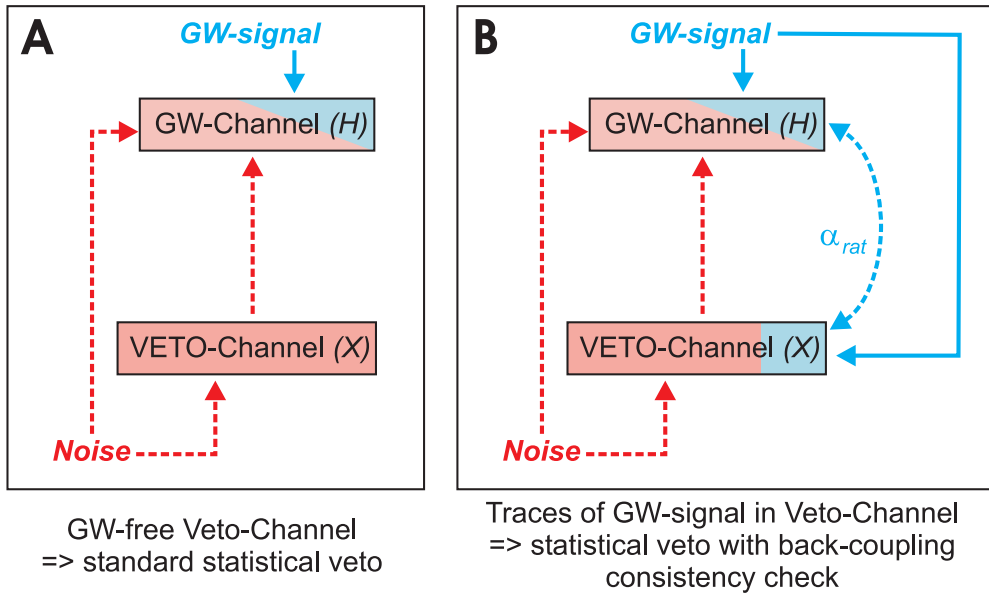 A
GW-signal
GW-Channel (H)
VETO-Channel (X)
Noise
GW-free Veto-Channel
=> standard statistical veto
B
GW-signal
GW-Channel (H)
α rat
VETO-Channel (X)
Noise
Traces of GW-signal in Veto-Channel
=> statistical veto with back-coupling
consistency check